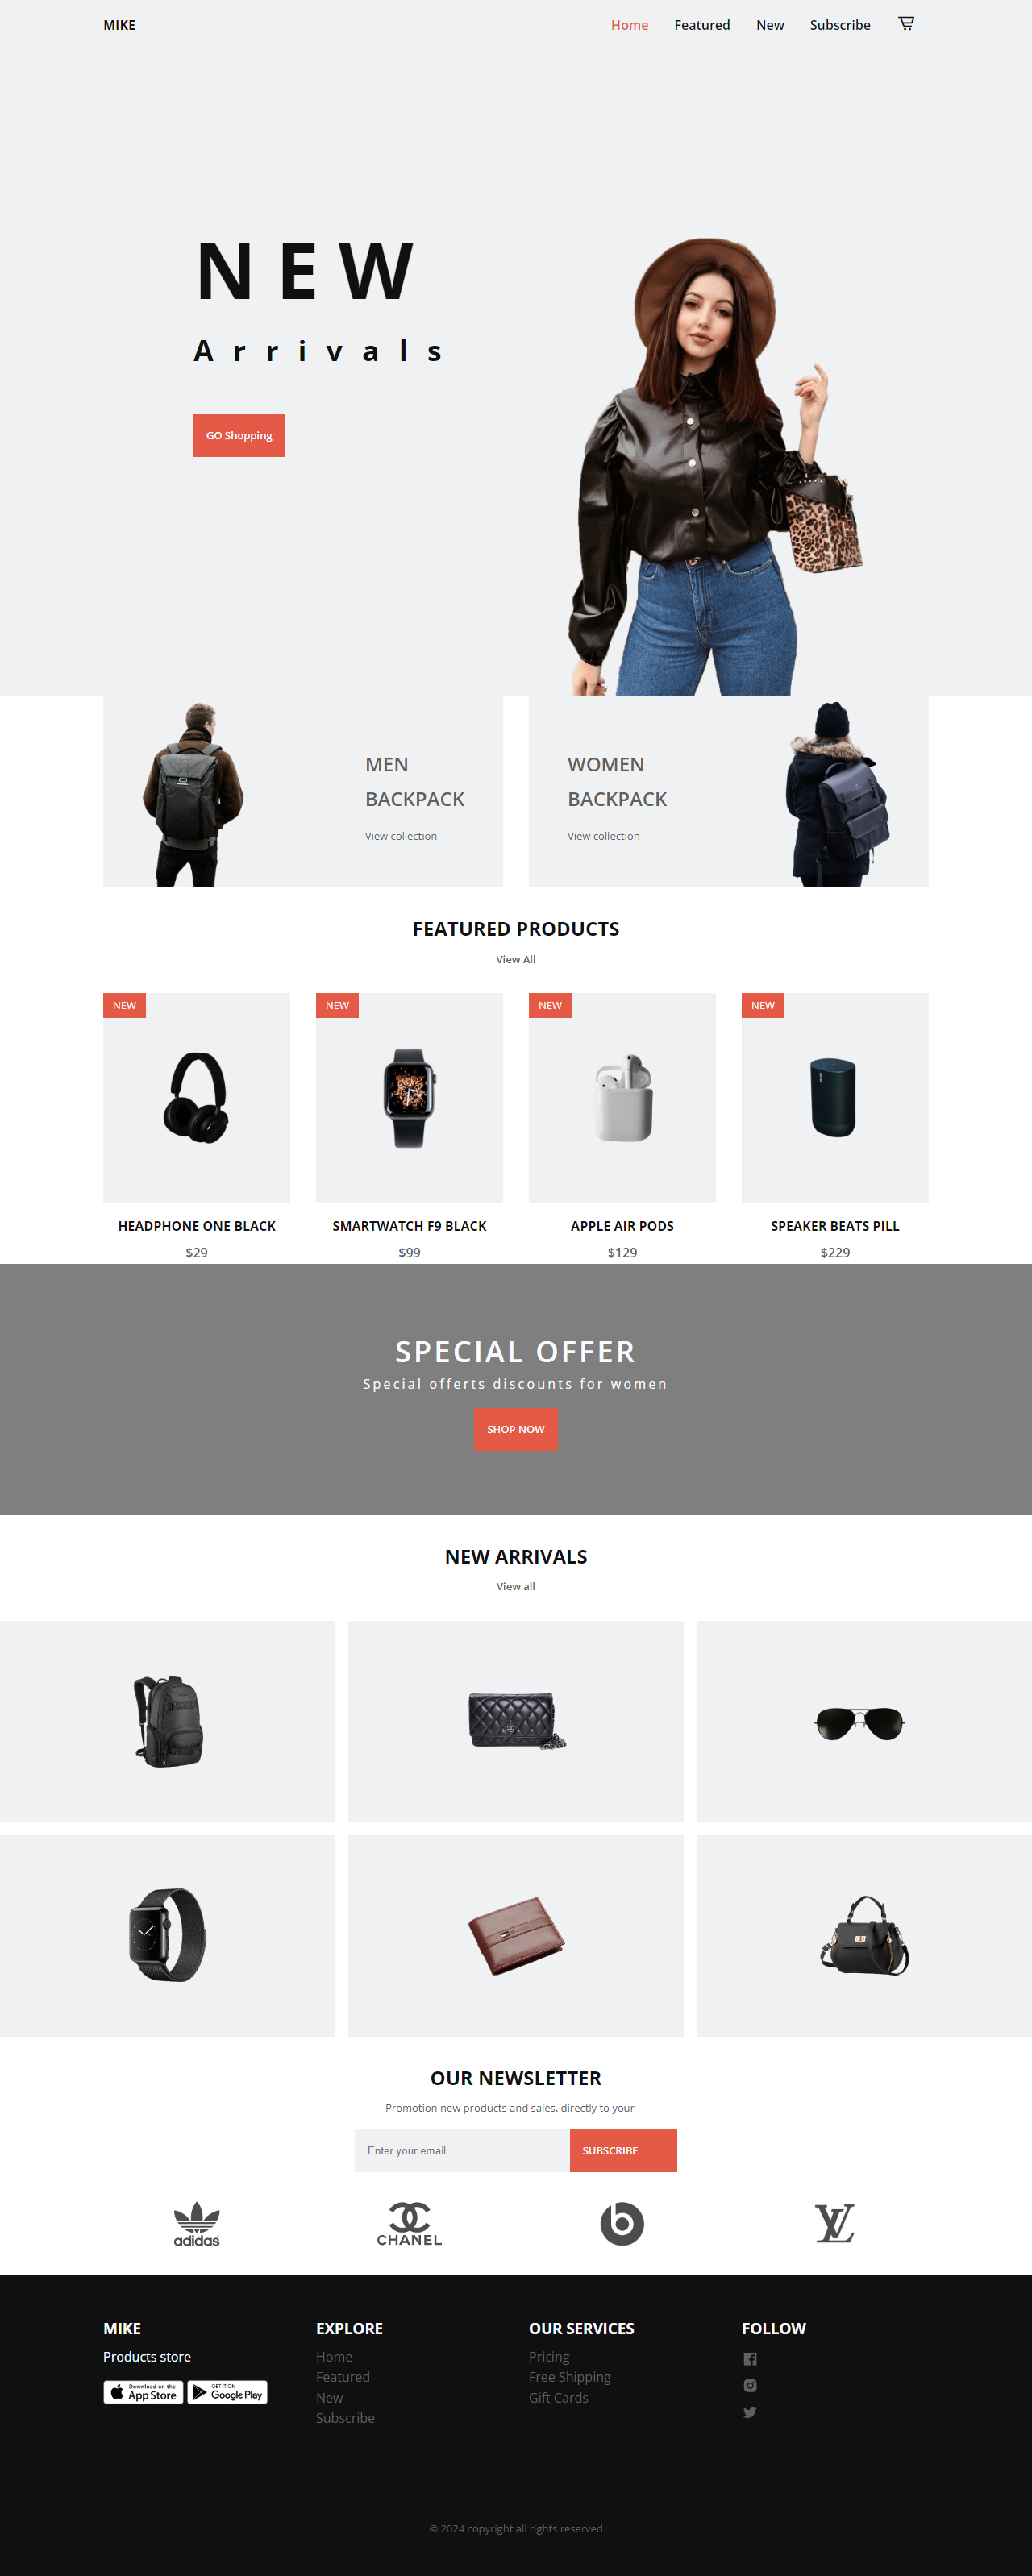 MIKE
Home Featured New Subscribe
NEW
Arrivals
GO Shopping
MEN
BACKPACK
View collection
WOMEN
BACKPACK
View collection
FEATURED PRODUCTS
View All
NEW
HEADPHONE ONE BLACK
$29
NEW
SMARTWATCH F9 BLACK
$99
NEW
APPLE AIR PODS
$129
NEW
SPEAKER BEATS PILL
$229
SPECIAL OFFER
Special offerts discounts for women
SHOP NOW
NEW ARRIVALS
View all
OUR NEWSLETTER
Promotion new products and sales. directly to your
Enter your email
SUBSCRIBE
adidas
CHANEL
b
LV
MIKE
Products store
Download on the
App Store
GET IT ON
Google Play
EXPLORE
Home
Featured
New
Subscribe
OUR SERVICES
Pricing
Free Shipping
Gift Cards
FOLLOW
© 2024 copyright all rights reserved